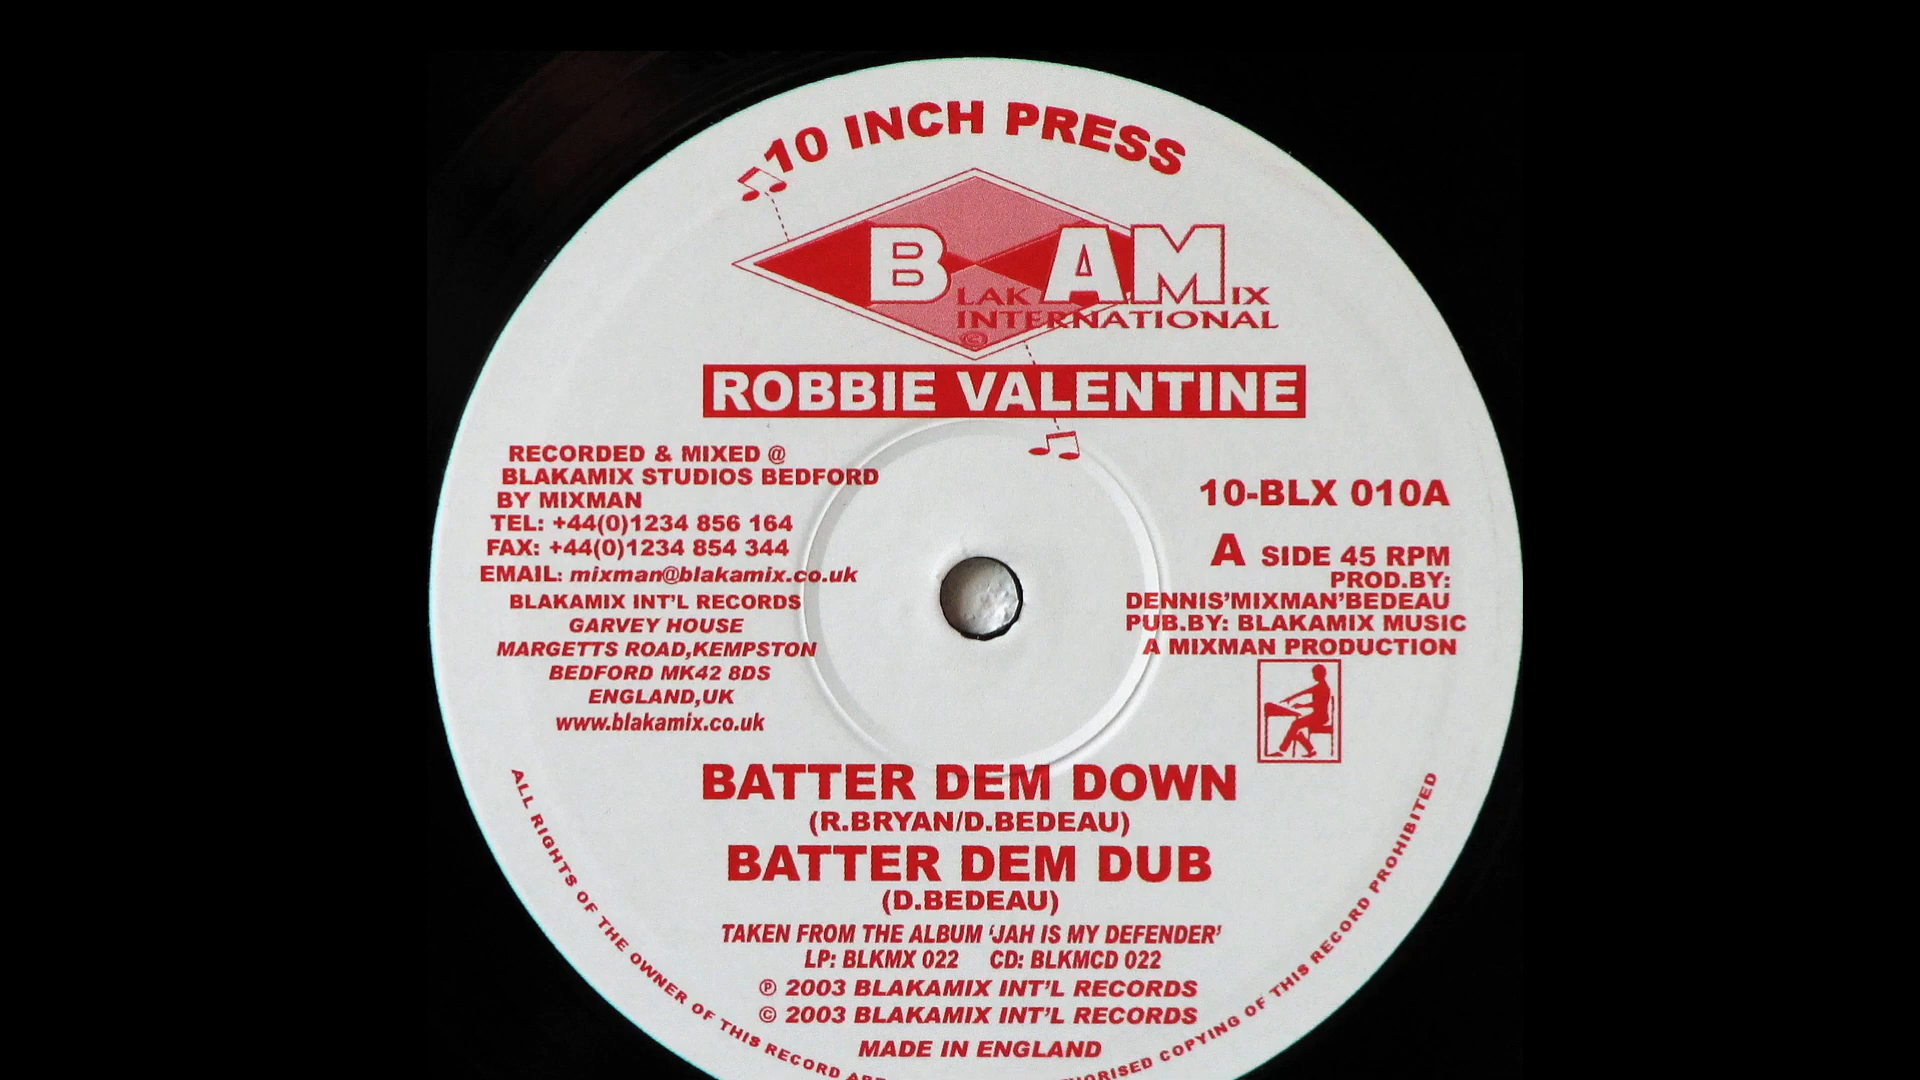 10 INCH PRESS
BLAK AMIX
INTERNATIONAL
©
ROBBIE VALENTINE
RECORDED & MIXED @
BLAKAMIX STUDIOS BEDFORD
BY MIXMAN
TEL: +44(0)1234 856 164
FAX: +44(0)1234 854 344
EMAIL: mixman@blakamix.co.uk
BLAKAMIX INT'L RECORDS
GARVEY HOUSE
MARGETTS ROAD,KEMPSTON
BEDFORD MK42 8DS
ENGLAND,UK
www.blakamix.co.uk
10-BLX 010A
A SIDE 45 RPM
PROD.BY:
DENNIS'MIXMAN'BEDEAU
PUB.BY: BLAKAMIX MUSIC
A MIXMAN PRODUCTION
BATTER DEM DOWN
(R.BRYAN/D.BEDEAU)
BATTER DEM DUB
(D.BEDEAU)
TAKEN FROM THE ALBUM 'JAH IS MY DEFENDER'
LP: BLKMX 022 CD: BLKMCD 022
℗ 2003 BLAKAMIX INT'L RECORDS
© 2003 BLAKAMIX INT'L RECORDS
MADE IN ENGLAND
ALL RIGHTS OF THE OWNER OF THIS RECORD COPYING OF THIS RECORD PROHIBITED